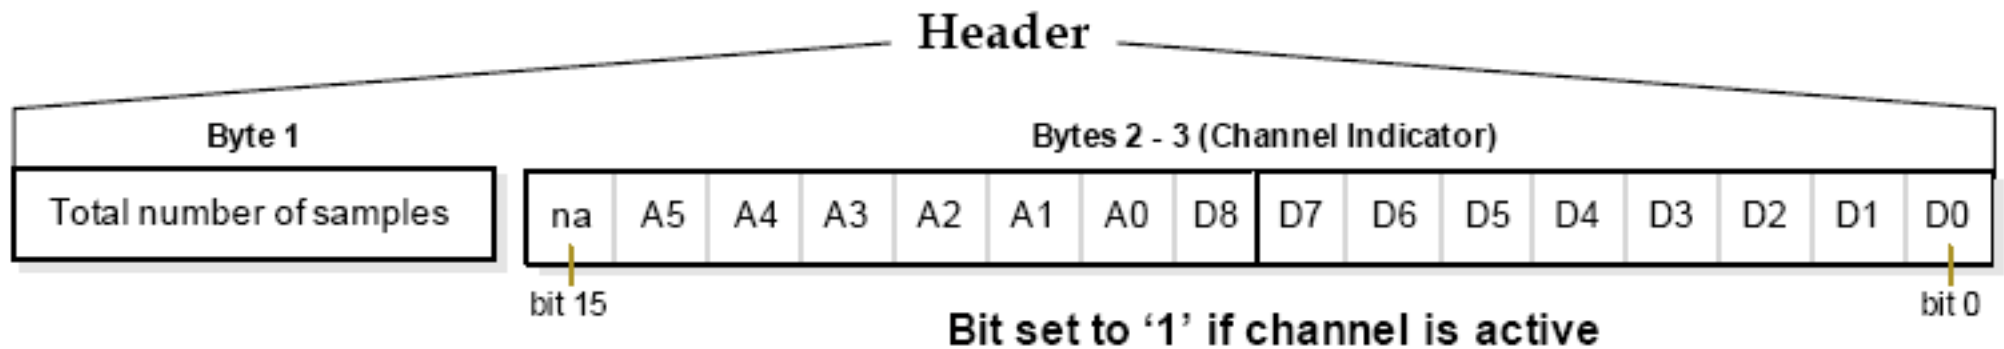 Header
Byte 1
Bytes 2 - 3 (Channel Indicator)
Total number of samples
na A5 A4 A3 A2 A1 A0 D8 D7 D6 D5 D4 D3 D2 D1 D0
bit 15
bit 0
Bit set to ‘1’ if channel is active